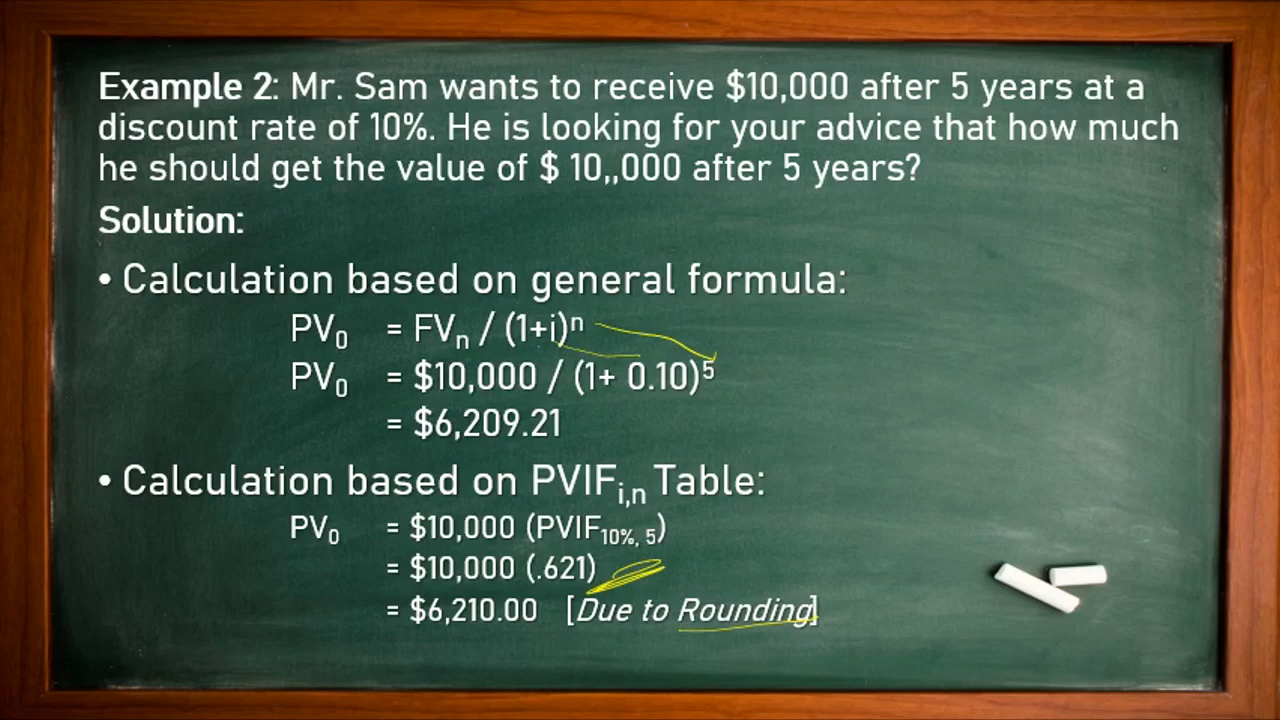 Example 2: Mr. Sam wants to receive $10,000 after 5 years at a
discount rate of 10%. He is looking for your advice that how much
he should get the value of $ 10,,000 after 5 years?
Solution:
• Calculation based on general formula:
PV₀ = FVₙ / (1+i)ⁿ
PV₀ = $10,000 / (1+ 0.10)⁵
= $6,209.21
• Calculation based on PVIFi,n Table:
PV₀ = $10,000 (PVIF10%, 5)
= $10,000 (.621)
= $6,210.00 [Due to Rounding]